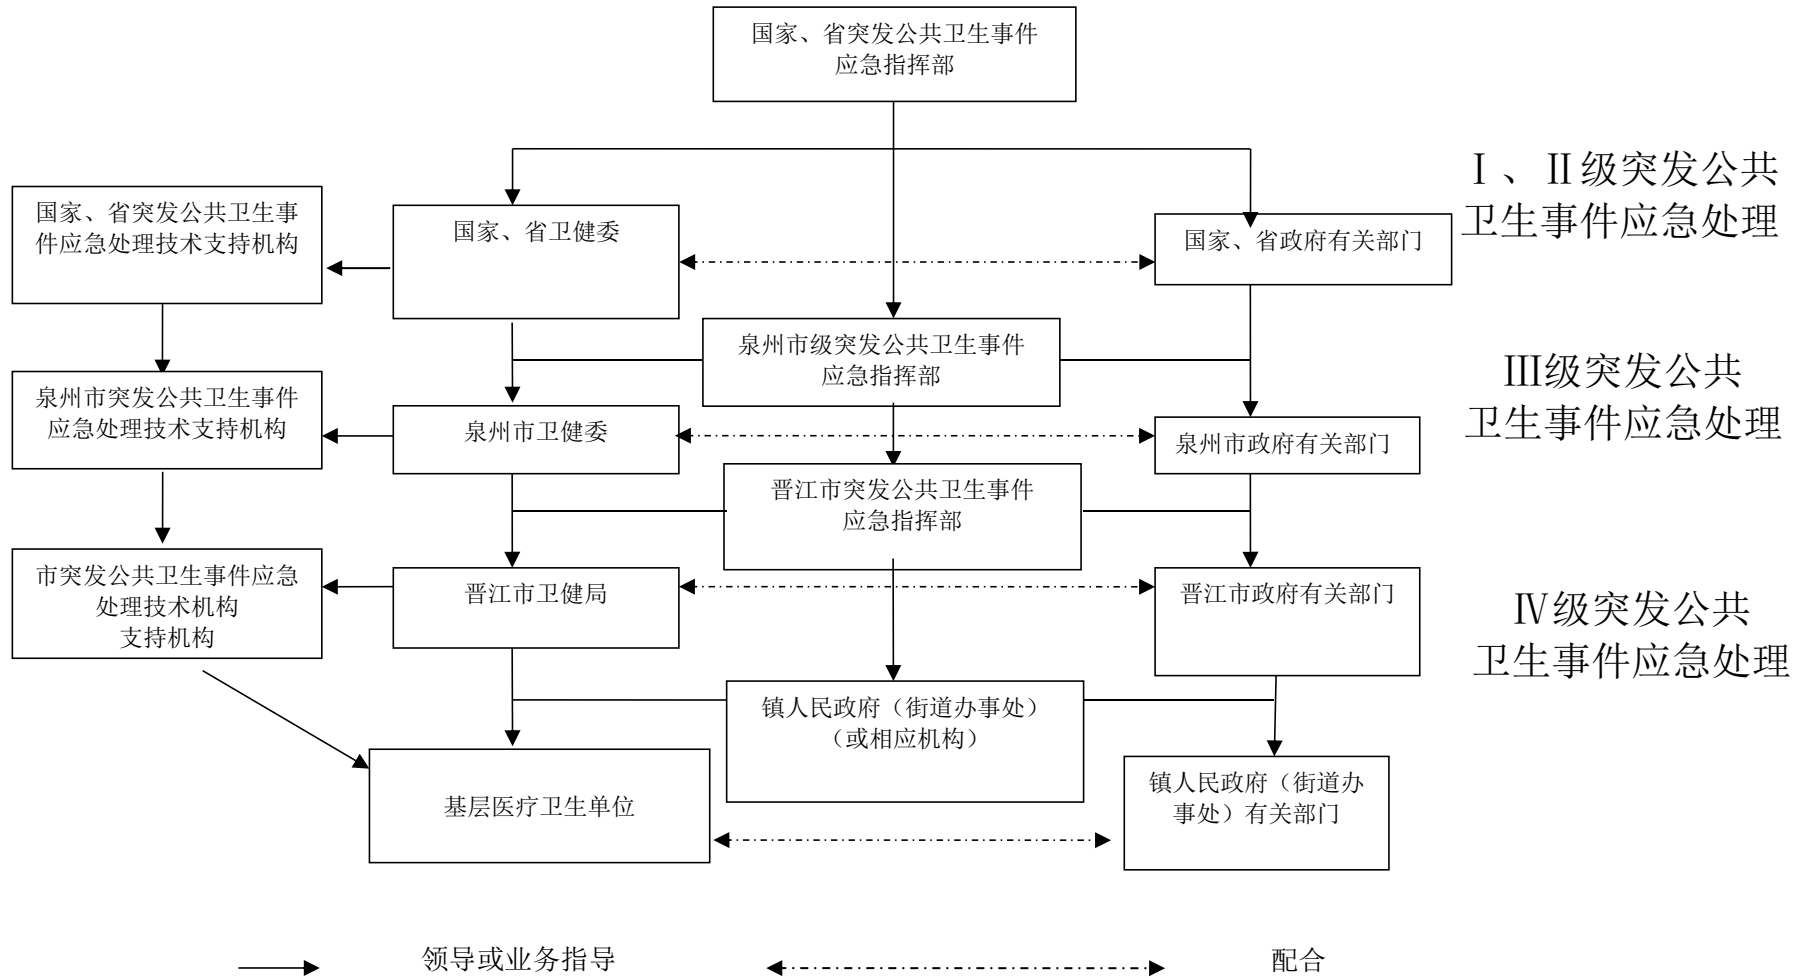 国家、省突发公共卫生事件
应急指挥部
Ⅰ、Ⅱ级突发公共
卫生事件应急处理
国家、省突发公共卫生事
件应急处理技术支持机构
国家、省卫健委
国家、省政府有关部门
泉州市级突发公共卫生事件
应急指挥部
Ⅲ级突发公共
卫生事件应急处理
泉州市突发公共卫生事件
应急处理技术支持机构
泉州市卫健委
泉州市政府有关部门
晋江市突发公共卫生事件
应急指挥部
市突发公共卫生事件应急
处理技术机构
支持机构
晋江市卫健局
晋江市政府有关部门
Ⅳ级突发公共
卫生事件应急处理
镇人民政府（街道办事处）
（或相应机构）
基层医疗卫生单位
镇人民政府（街道办
事处）有关部门
领导或业务指导
配合